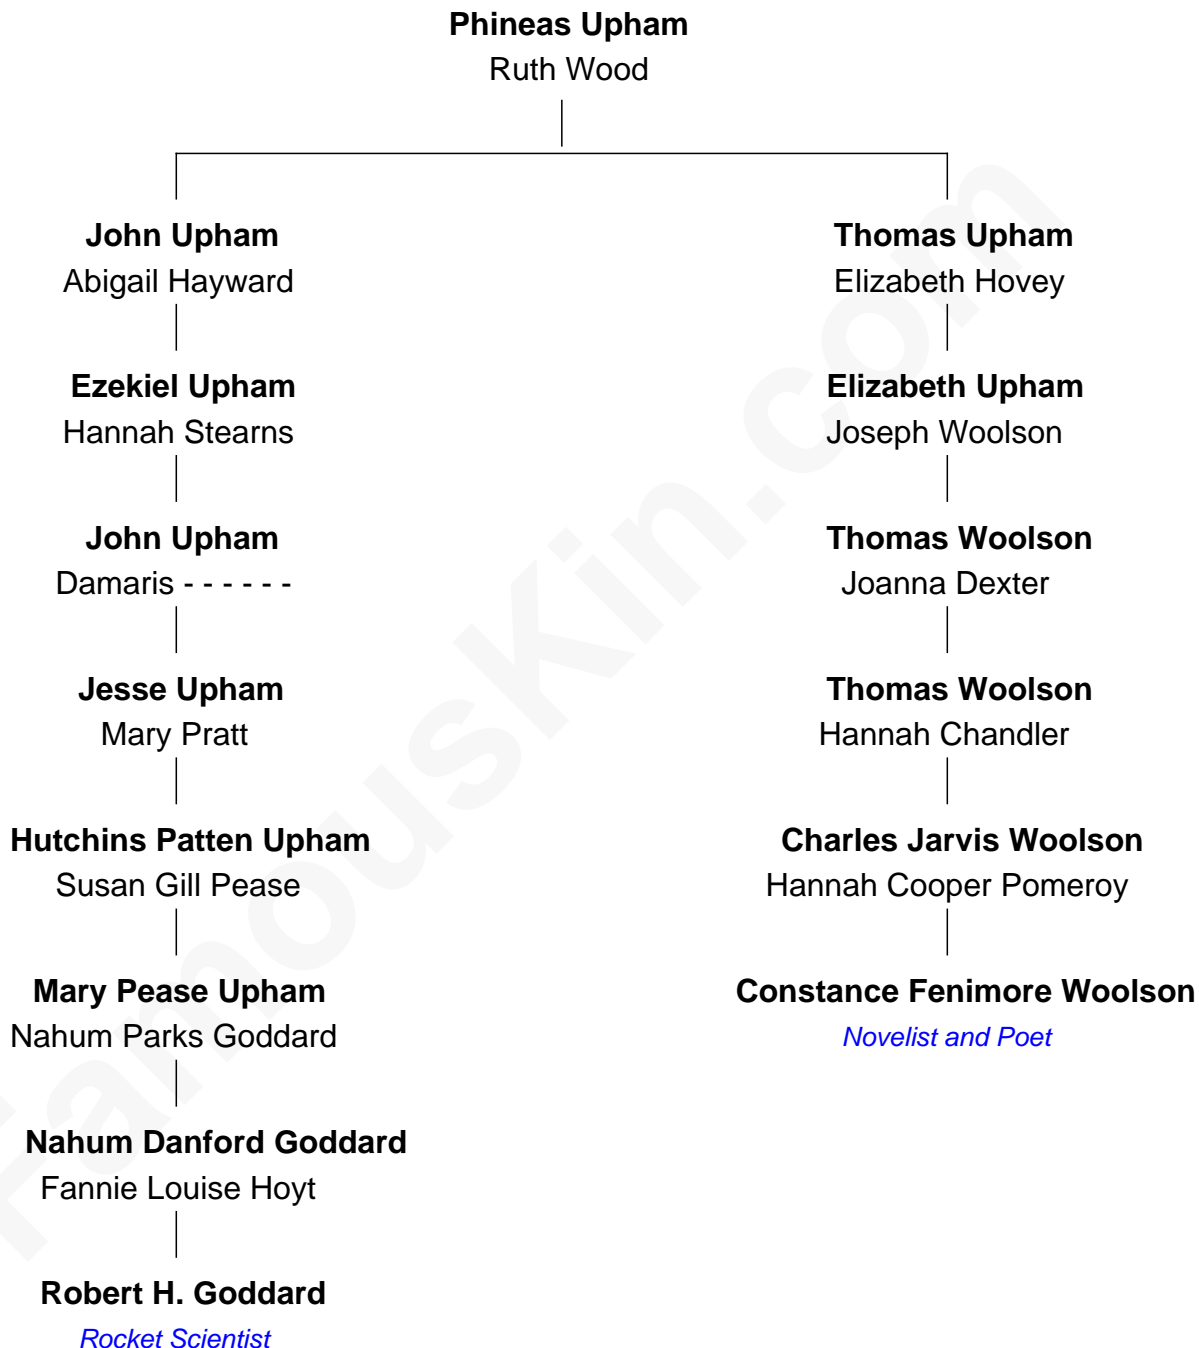 Phineas Upham
Ruth Wood
John Upham
Abigail Hayward
Ezekiel Upham
Hannah Stearns
John Upham
Damaris - - - - - -
Jesse Upham
Mary Pratt
Hutchins Patten Upham
Susan Gill Pease
Mary Pease Upham
Nahum Parks Goddard
Nahum Danford Goddard
Fannie Louise Hoyt
Robert H. Goddard
Rocket Scientist
Thomas Upham
Elizabeth Hovey
Elizabeth Upham
Joseph Woolson
Thomas Woolson
Joanna Dexter
Thomas Woolson
Hannah Chandler
Charles Jarvis Woolson
Hannah Cooper Pomeroy
Constance Fenimore Woolson
Novelist and Poet
FamousKin.com